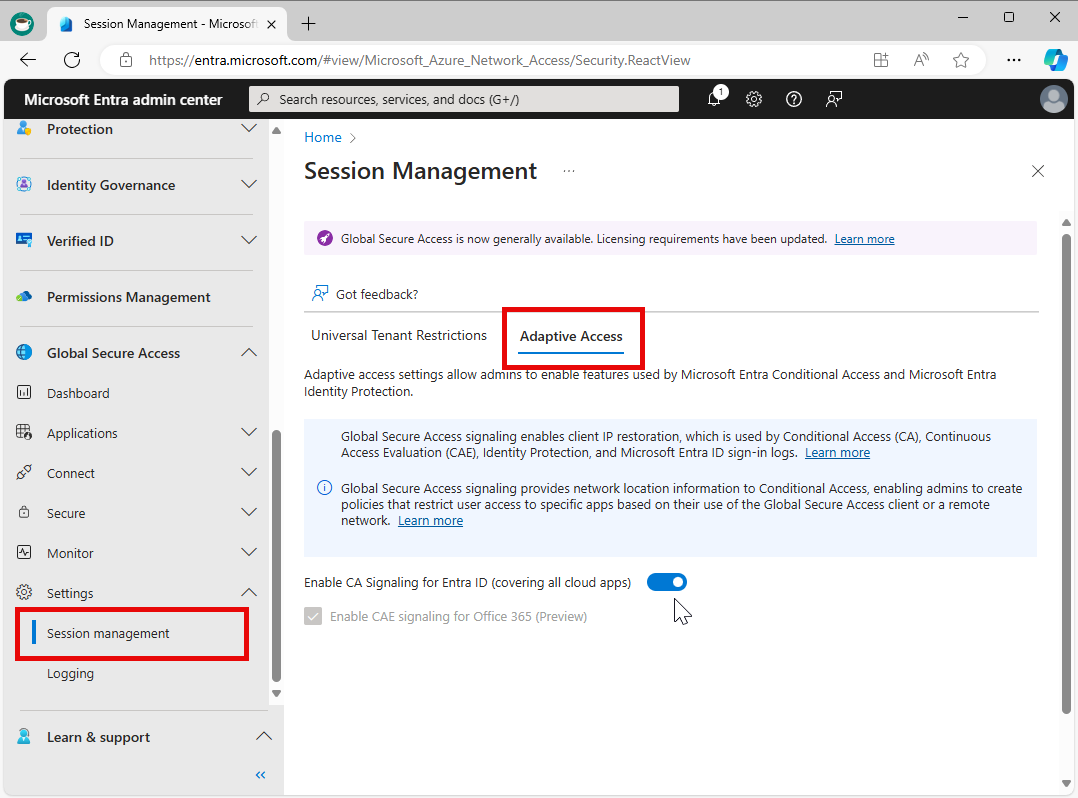 Session Management - Microsof
https://entra.microsoft.com/#view/Microsoft_Azure_Network_Access/Security.ReactView
Microsoft Entra admin center
Search resources, services, and docs (G+/)
1
Protection
Identity Governance
Verified ID
Permissions Management
Global Secure Access
Dashboard
Applications
Connect
Secure
Monitor
Settings
Session management
Logging
Learn & support
Home
Session Management
Global Secure Access is now generally available. Licensing requirements have been updated. Learn more
Got feedback?
Universal Tenant Restrictions
Adaptive Access
Adaptive access settings allow admins to enable features used by Microsoft Entra Conditional Access and Microsoft Entra
Identity Protection.
Global Secure Access signaling enables client IP restoration, which is used by Conditional Access (CA), Continuous
Access Evaluation (CAE), Identity Protection, and Microsoft Entra ID sign-in logs. Learn more
Global Secure Access signaling provides network location information to Conditional Access, enabling admins to create
policies that restrict user access to specific apps based on their use of the Global Secure Access client or a remote
network. Learn more
Enable CA Signaling for Entra ID (covering all cloud apps)
Enable CAE signaling for Office 365 (Preview)